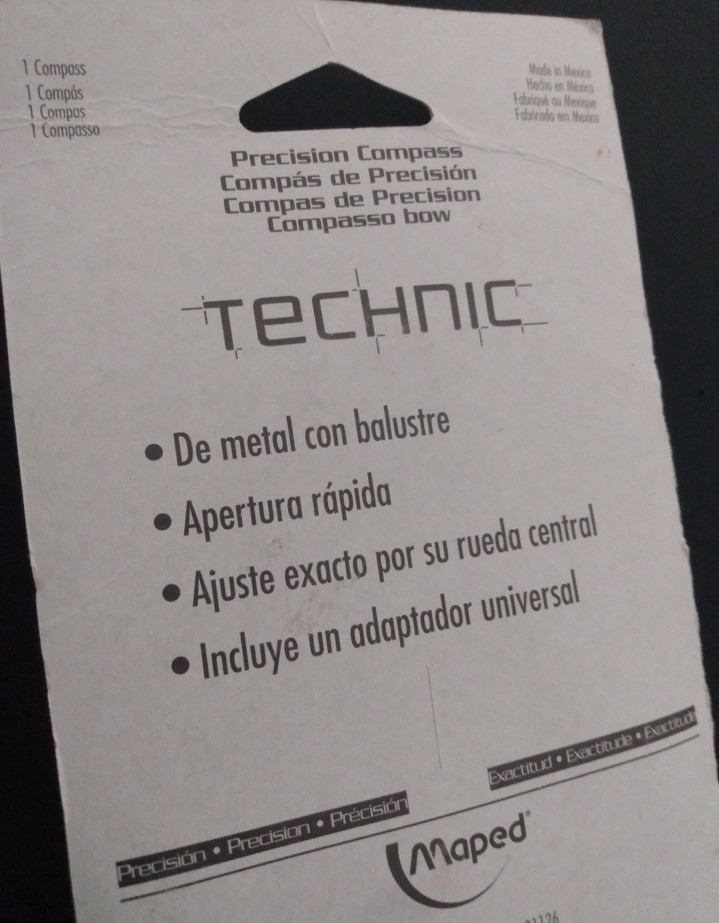 1 Compass
1 Compás
1 Compas
1 Compasso
Made in Mexico
Hecho en México
Fabriqué au Mexique
Fabricado em Mexico
Precision Compass
Compás de Precisión
Compas de Precision
Compasso bow
TECHNIC
• De metal con balustre
• Apertura rápida
• Ajuste exacto por su rueda central
• Incluye un adaptador universal
Precisión • Precision • Précisión
Exactitud • Exactitude • Exactitude
Maped®